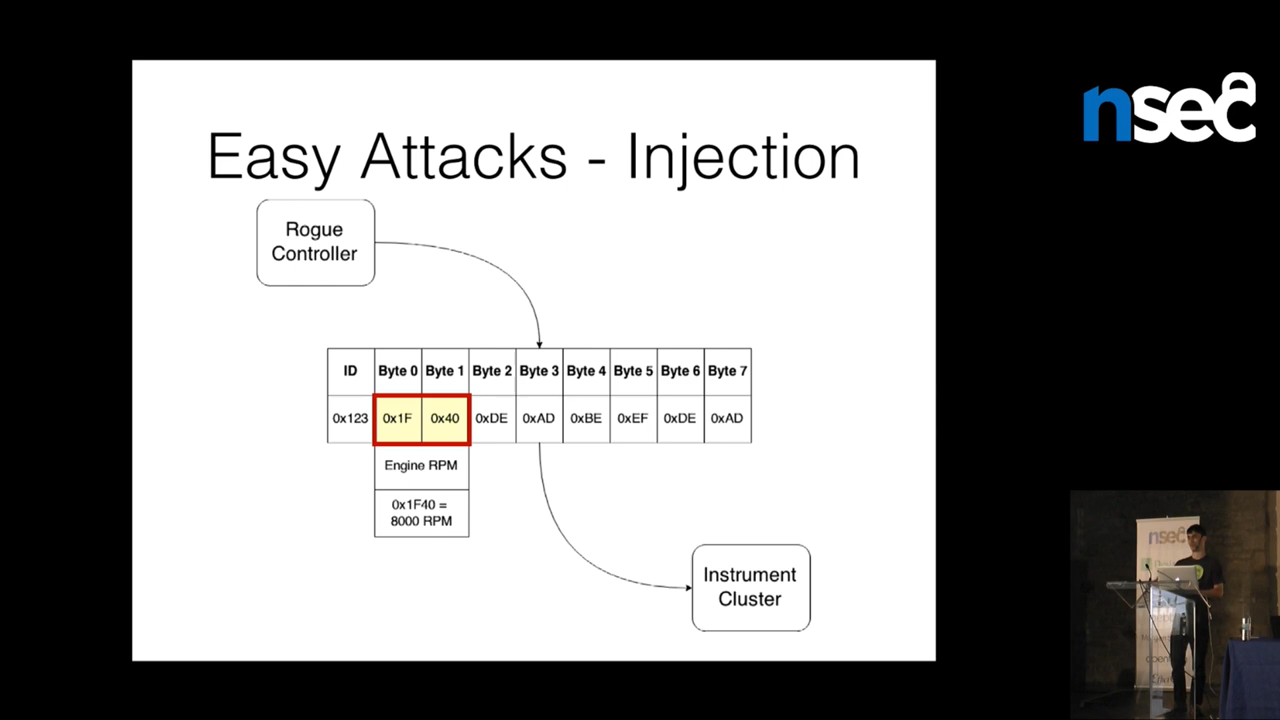 Easy Attacks - Injection
nsec
Rogue
Controller
ID Byte 0 Byte 1 Byte 2 Byte 3 Byte 4 Byte 5 Byte 6 Byte 7
0x123 0x1F 0x40 0xDE 0xAD 0xBE 0xEF 0xDE 0xAD
Engine RPM
0x1F40 =
8000 RPM
Instrument
Cluster
nsec